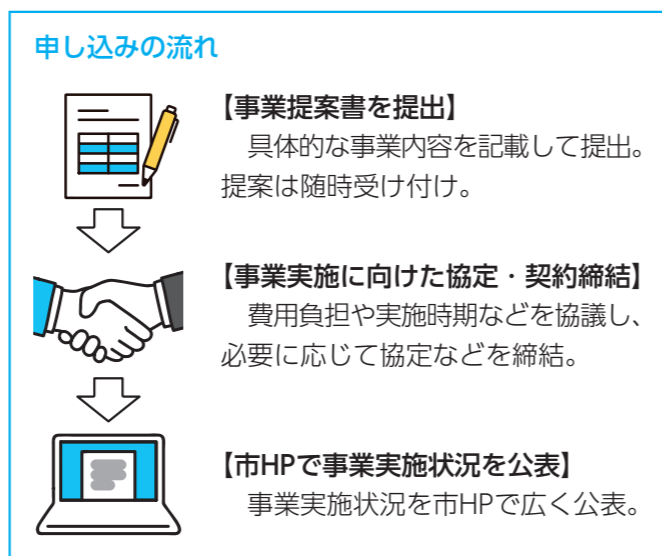 申し込みの流れ
【事業提案書を提出】
具体的な事業内容を記載して提出。
提案は随時受け付け。
【事業実施に向けた協定・契約締結】
費用負担や実施時期などを協議し、
必要に応じて協定などを締結。
【市HPで事業実施状況を公表】
事業実施状況を市HPで広く公表。